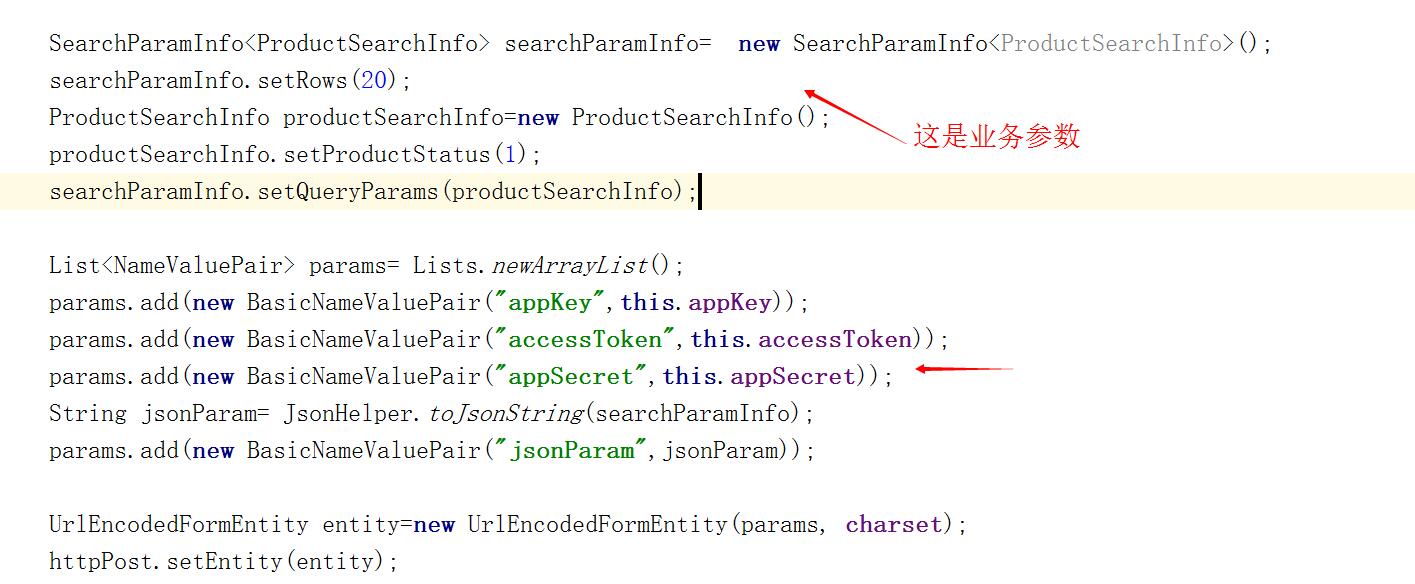 SearchParamInfo<ProductSearchInfo> searchParamInfo=  new SearchParamInfo<ProductSearchInfo>();
searchParamInfo.setRows(20);
ProductSearchInfo productSearchInfo=new ProductSearchInfo();
这是业务参数
productSearchInfo.setProductStatus(1);
searchParamInfo.setQueryParams(productSearchInfo);
List<NameValuePair> params= Lists.newArrayList();
params.add(new BasicNameValuePair("appKey",this.appKey));
params.add(new BasicNameValuePair("accessToken",this.accessToken));
params.add(new BasicNameValuePair("appSecret",this.appSecret));
String jsonParam= JsonHelper.toJsonString(searchParamInfo);
params.add(new BasicNameValuePair("jsonParam",jsonParam));
UrlEncodedFormEntity entity=new UrlEncodedFormEntity(params, charset);
httpPost.setEntity(entity);